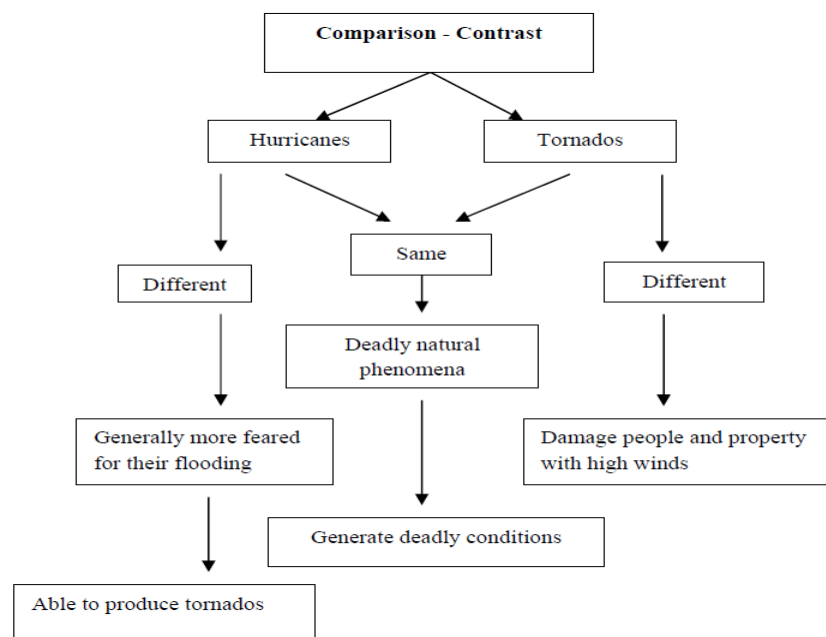 Comparison - Contrast
Hurricanes
Tornados
Same
Different
Different
Deadly natural
phenomena
Generally more feared
for their flooding
Damage people and property
with high winds
Generate deadly conditions
Able to produce tornados